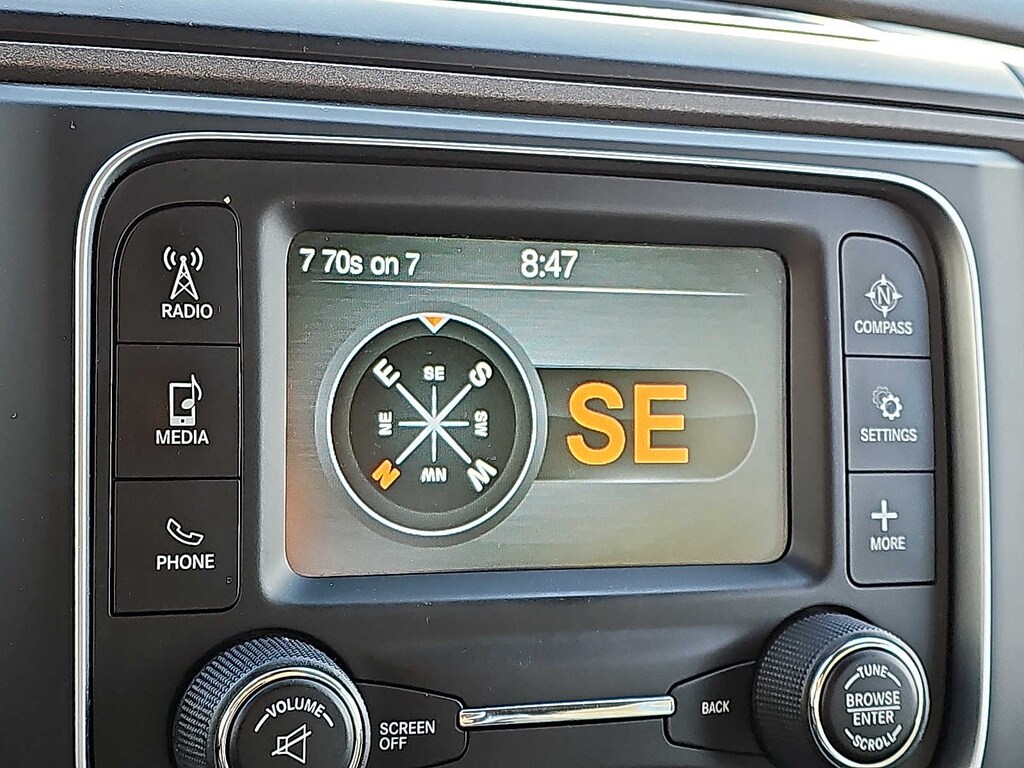 7 70s on 7
8:47
RADIO
MEDIA
PHONE
E
SE
S
NE
SW
N
NW
W
SE
N
COMPASS
SETTINGS
MORE
VOLUME
SCREEN
OFF
BACK
TUNE
BROWSE
ENTER
SCROLL